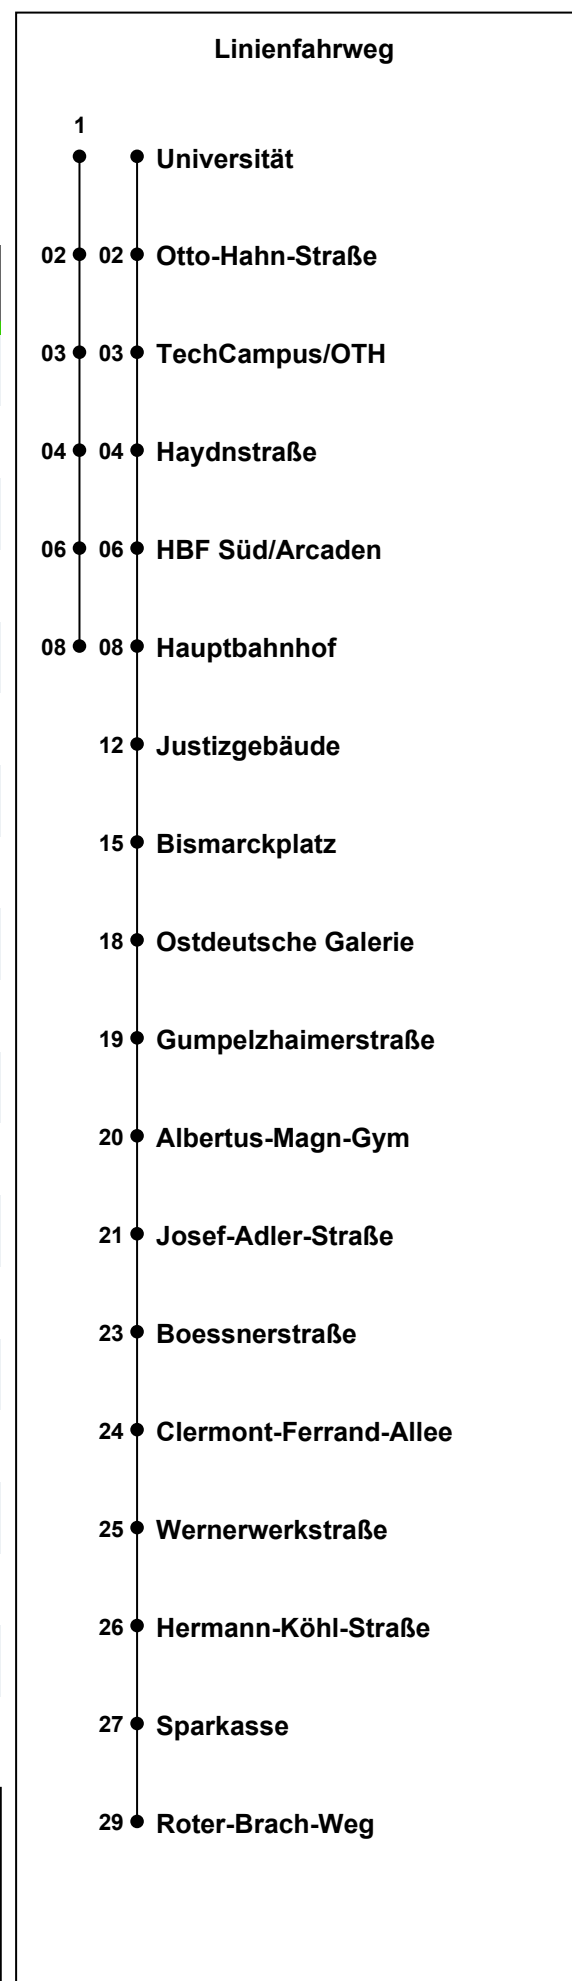 Linienfahrweg
1
Universität
02 02 Otto-Hahn-Straße
03 03 TechCampus/OTH
04 04 Haydnstraße
06 06 HBF Süd/Arcaden
08 08 Hauptbahnhof
12 Justizgebäude
15 Bismarckplatz
18 Ostdeutsche Galerie
19 Gumpelzhaimerstraße
20 Albertus-Magn-Gym
21 Josef-Adler-Straße
23 Boessnerstraße
24 Clermont-Ferrand-Allee
25 Wernerwerkstraße
26 Hermann-Köhl-Straße
27 Sparkasse
29 Roter-Brach-Weg